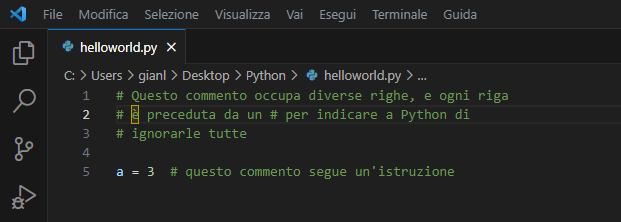 File Modifica Selezione Visualizza Vai Esegui Terminale Guida
helloworld.py
C: > Users > gianl > Desktop > Python > helloworld.py > ...
1 # Questo commento occupa diverse righe, e ogni riga
2 # è preceduta da un # per indicare a Python di
3 # ignorarle tutte
4
5 a = 3 # questo commento segue un'istruzione